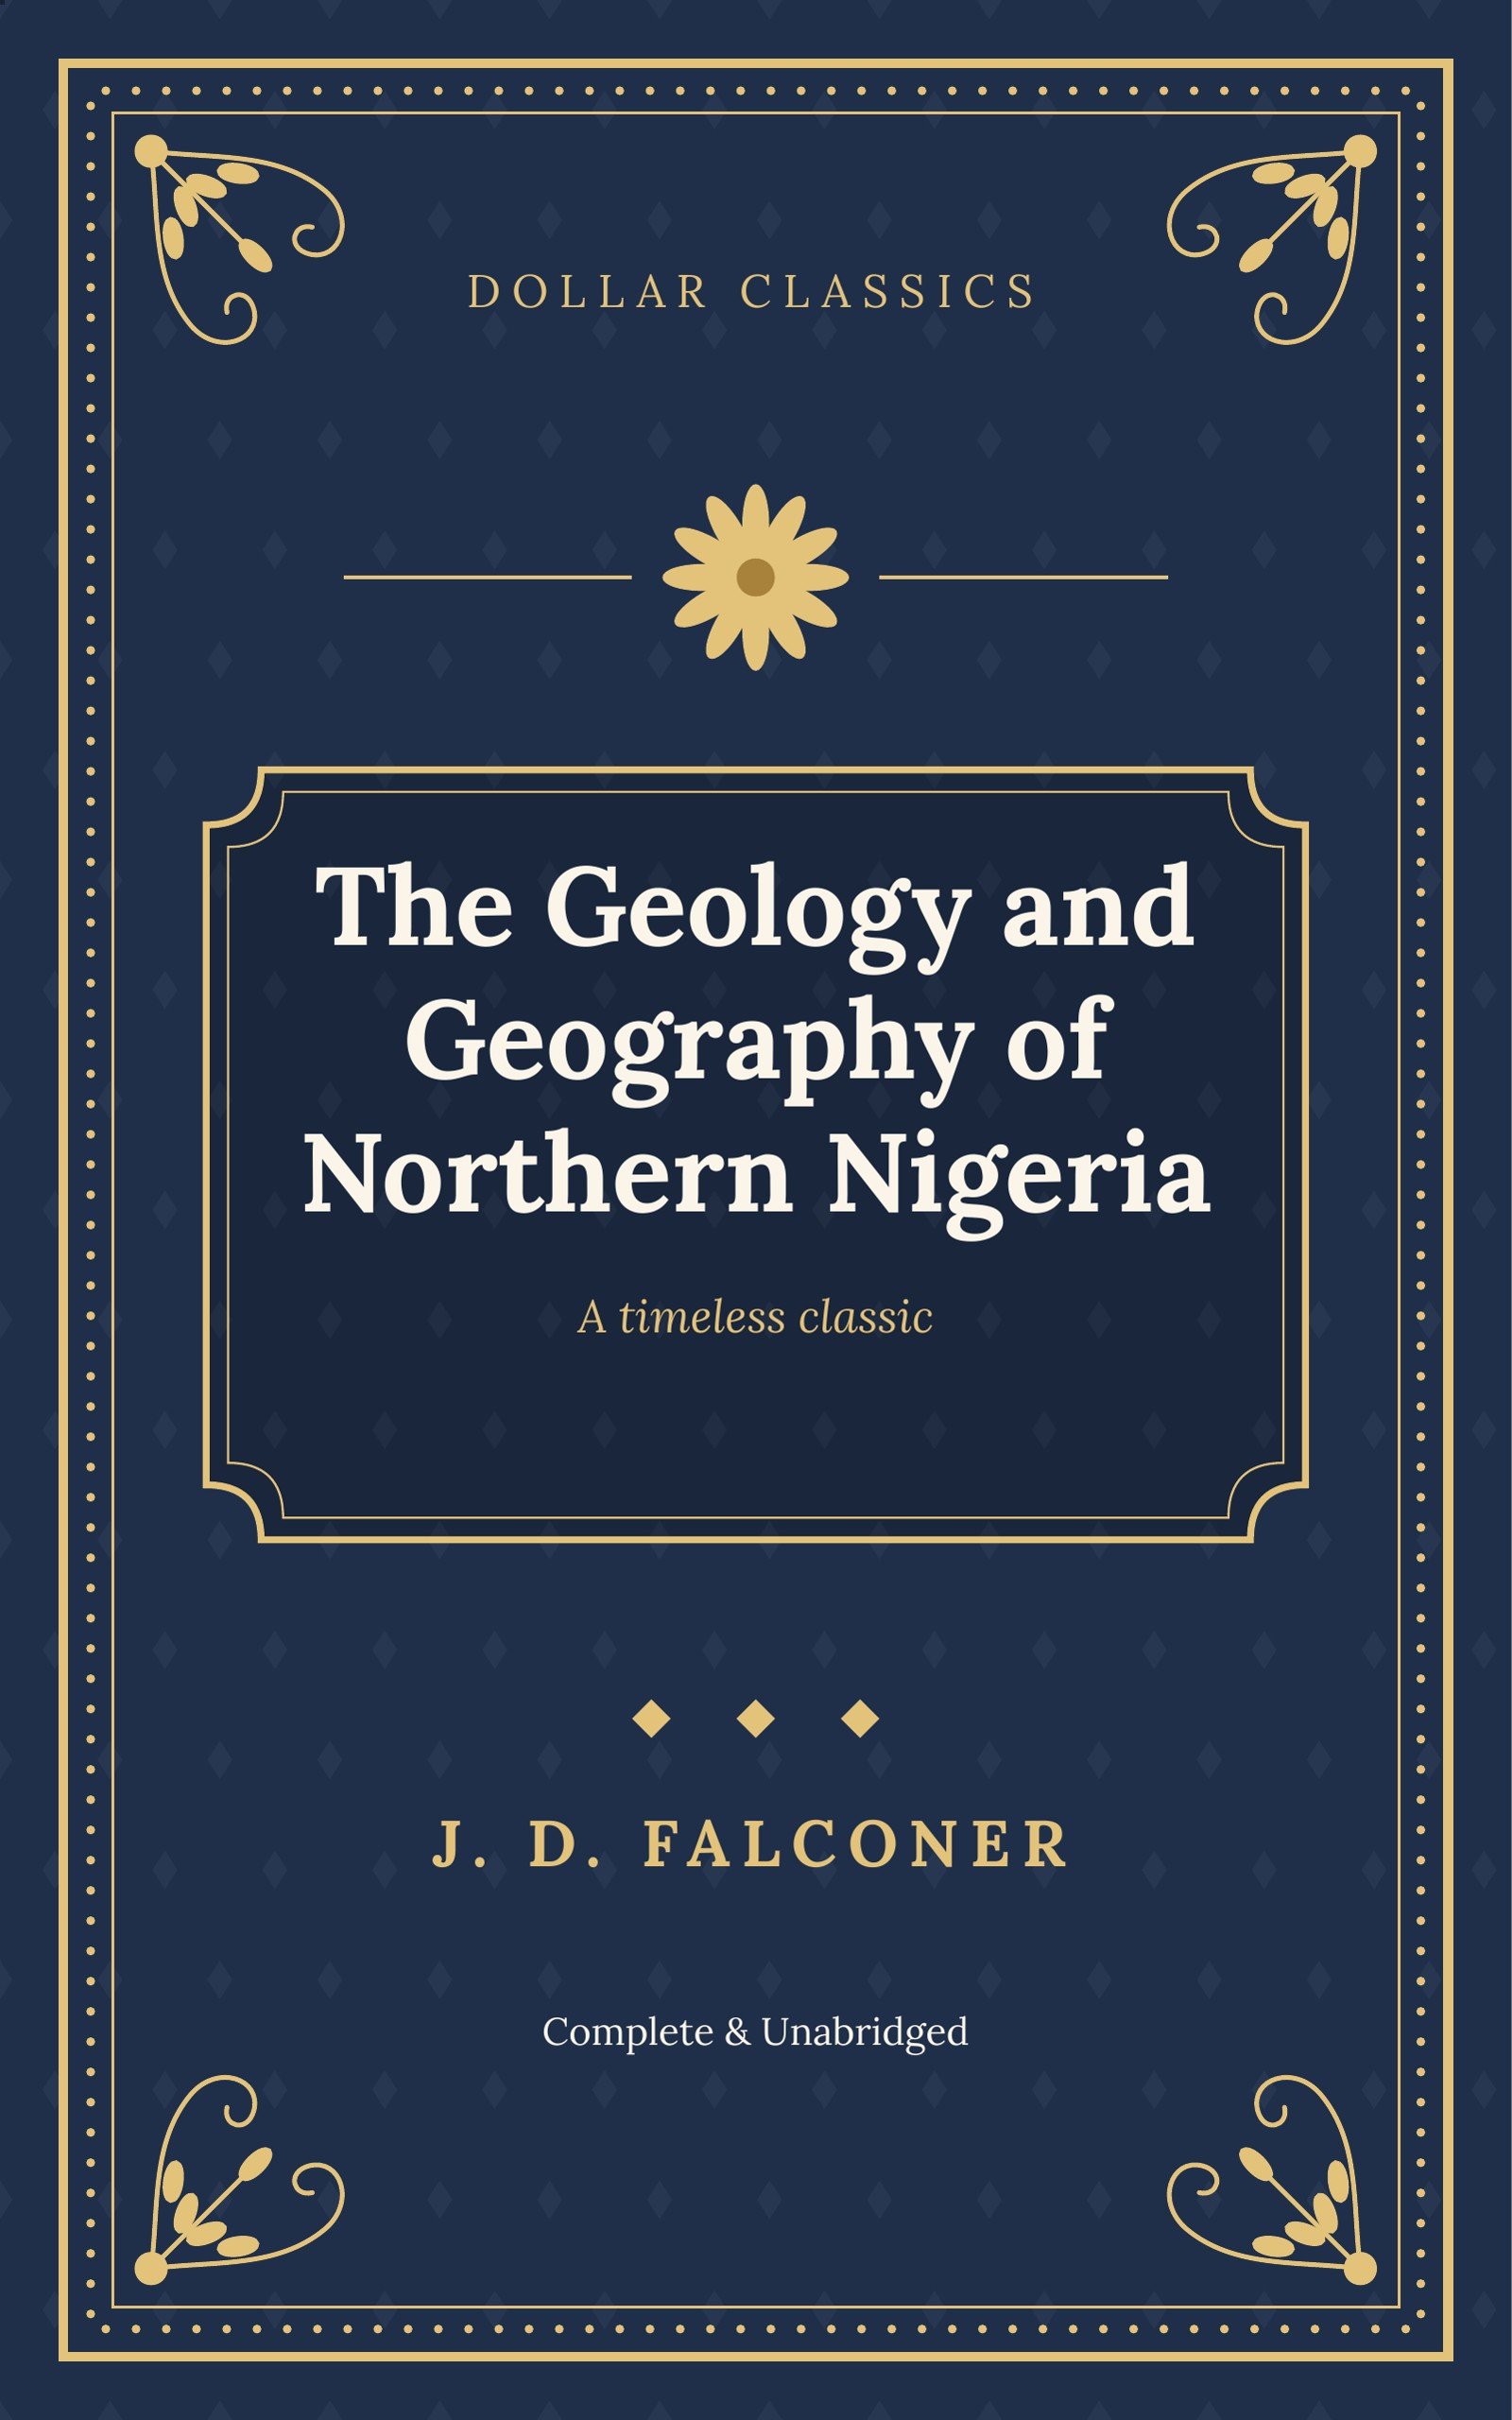 DOLLAR CLASSICS
The Geology and
Geography of
Northern Nigeria
A timeless classic
J. D. FALCONER
Complete & Unabridged